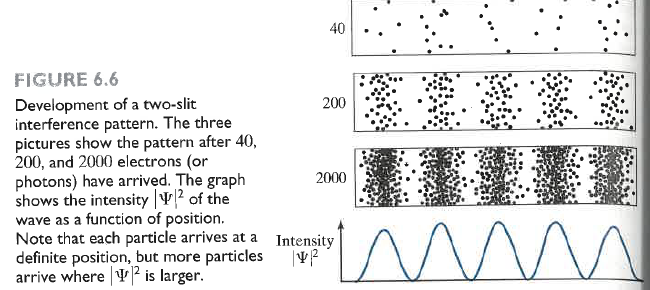 40
FIGURE 6.6
Development of a two-slit
interference pattern. The three
pictures show the pattern after 40,
200, and 2000 electrons (or
photons) have arrived. The graph
shows the intensity |Ψ|² of the
wave as a function of position.
Note that each particle arrives at a
definite position, but more particles
arrive where |Ψ|² is larger.
200
2000
Intensity
|Ψ|²